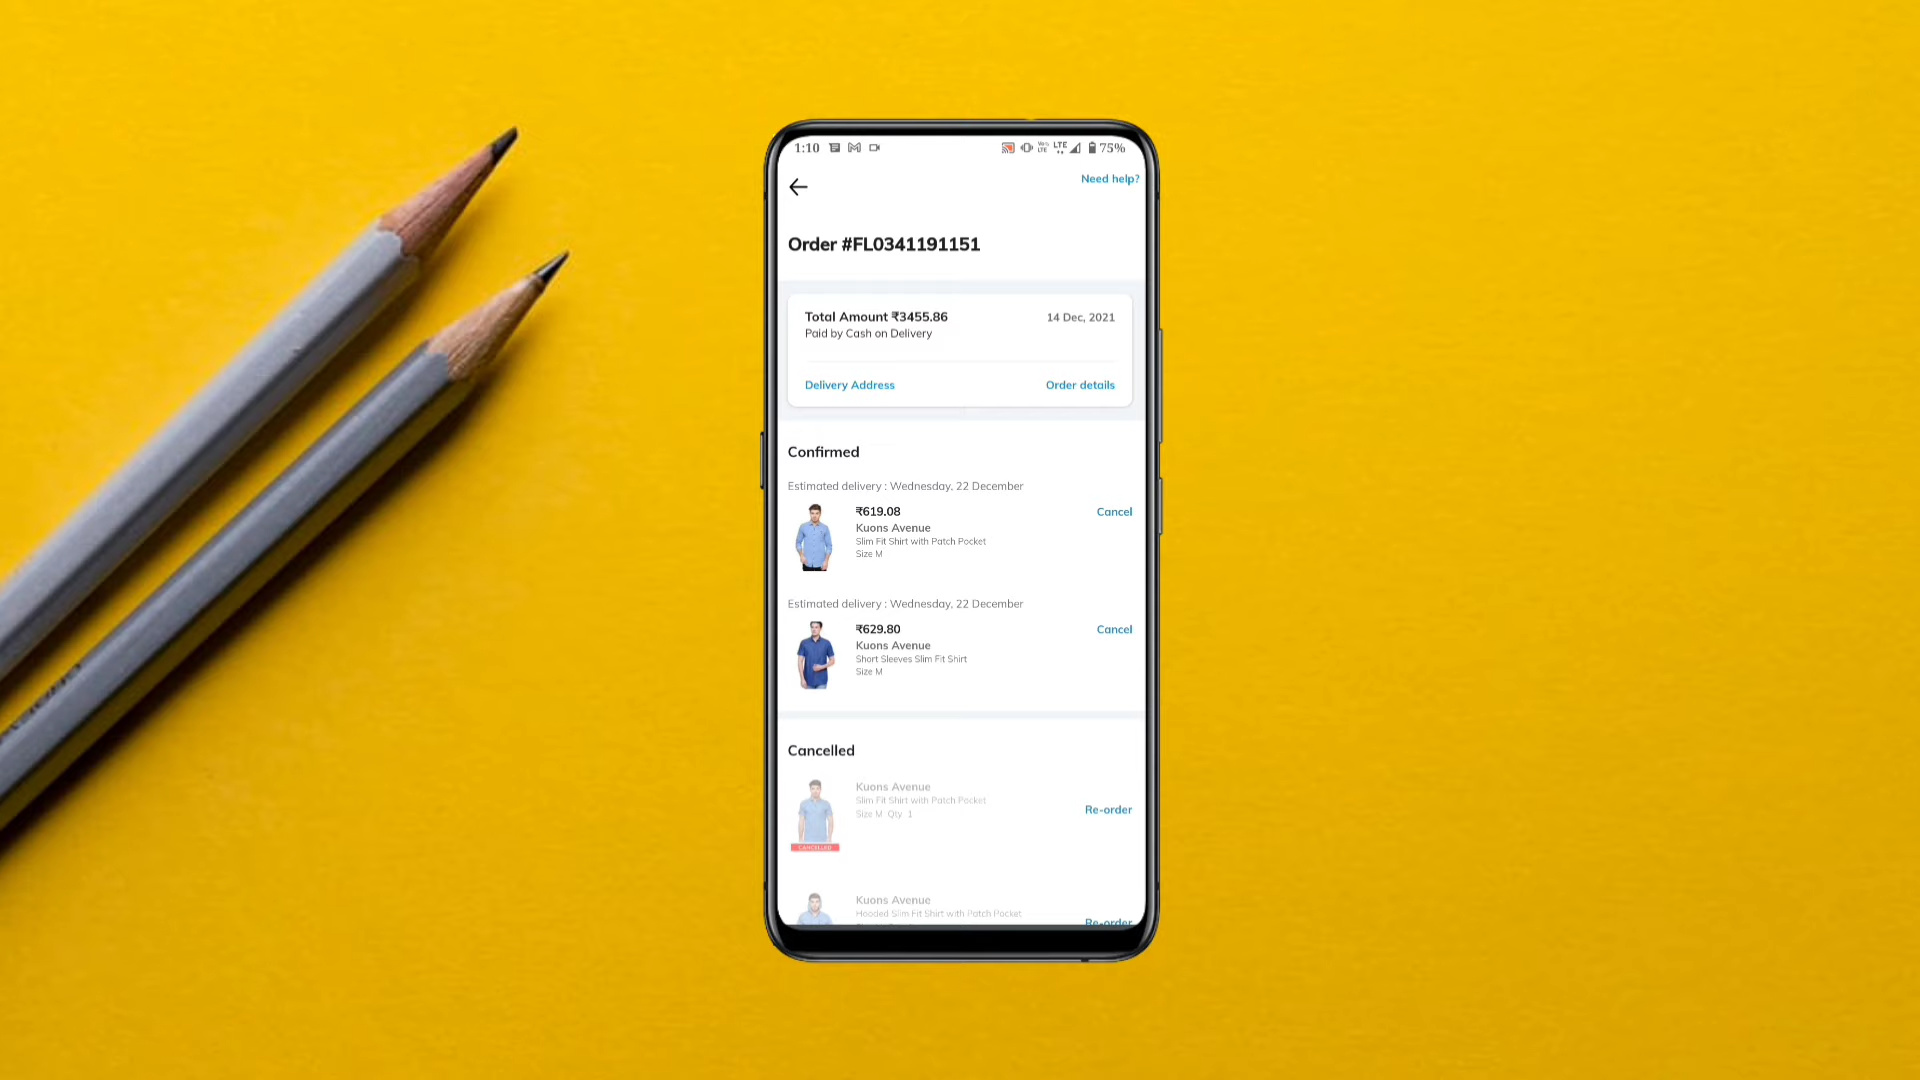 1:10 LTE 75%
Need help?
Order #FL0341191151
Total Amount ₹3455.86 14 Dec, 2021
Paid by Cash on Delivery
Delivery Address Order details
Confirmed
Estimated delivery : Wednesday, 22 December
₹619.08 Cancel
Kuons Avenue
Slim Fit Shirt with Patch Pocket
Size M
Estimated delivery : Wednesday, 22 December
₹629.80 Cancel
Kuons Avenue
Short Sleeves Slim Fit Shirt
Size M
Cancelled
Kuons Avenue
Slim Fit Shirt with Patch Pocket
Size M Qty 1
Re-order
CANCELLED
Kuons Avenue
Hooded Slim Fit Shirt with Patch Pocket
Re-order